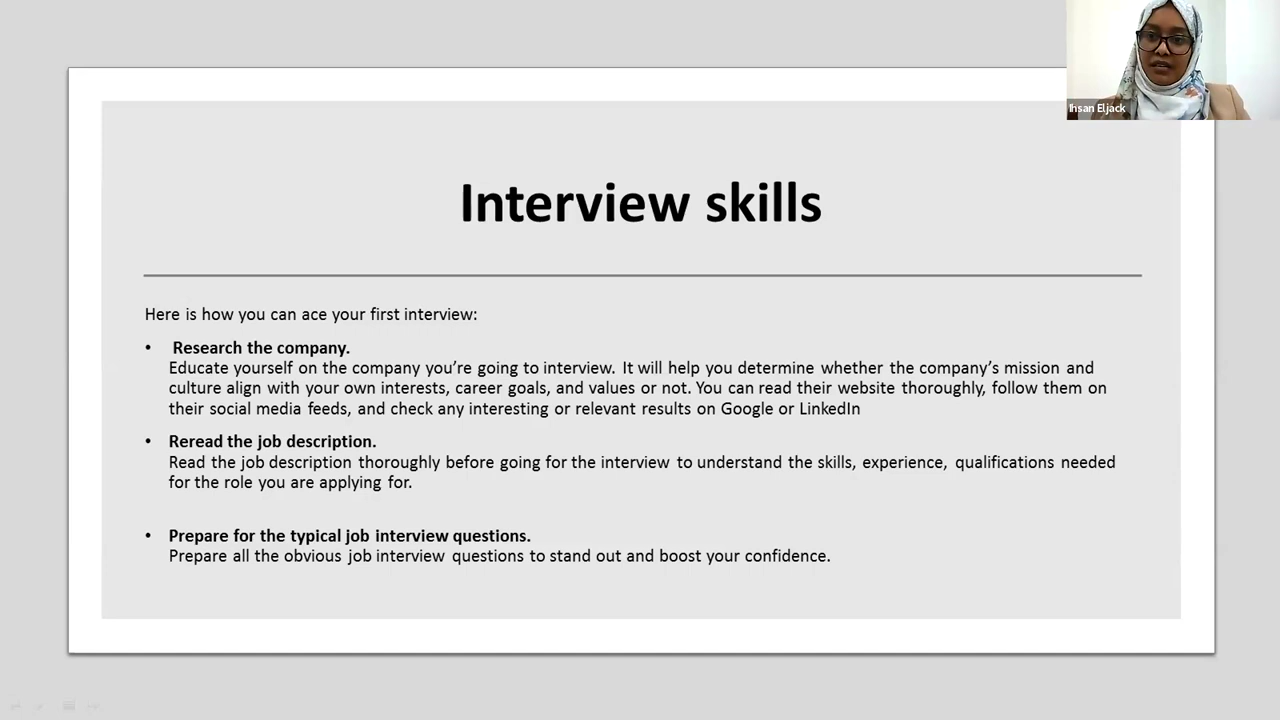 Ihsan Eljack
Interview skills
Here is how you can ace your first interview:
• Research the company.
Educate yourself on the company you’re going to interview. It will help you determine whether the company’s mission and
culture align with your own interests, career goals, and values or not. You can read their website thoroughly, follow them on
their social media feeds, and check any interesting or relevant results on Google or LinkedIn
• Reread the job description.
Read the job description thoroughly before going for the interview to understand the skills, experience, qualifications needed
for the role you are applying for.
• Prepare for the typical job interview questions.
Prepare all the obvious job interview questions to stand out and boost your confidence.